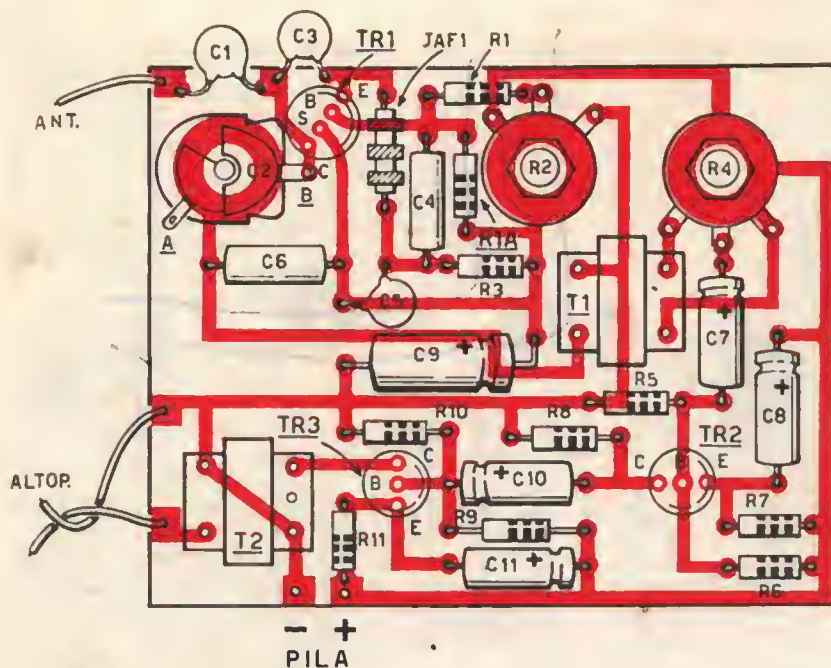 C1
C3
TR1
JAF1
R1
B
E
S
C
ANT.
C2
B
A
C4
R1A
R2
R4
C6
R3
C5
T1
C7
C9
R5
C8
R10
R8
TR2
TR3
C
B
E
C10
C
B
E
ALTOP.
T2
R11
R9
C11
R7
R6
- +
PILA